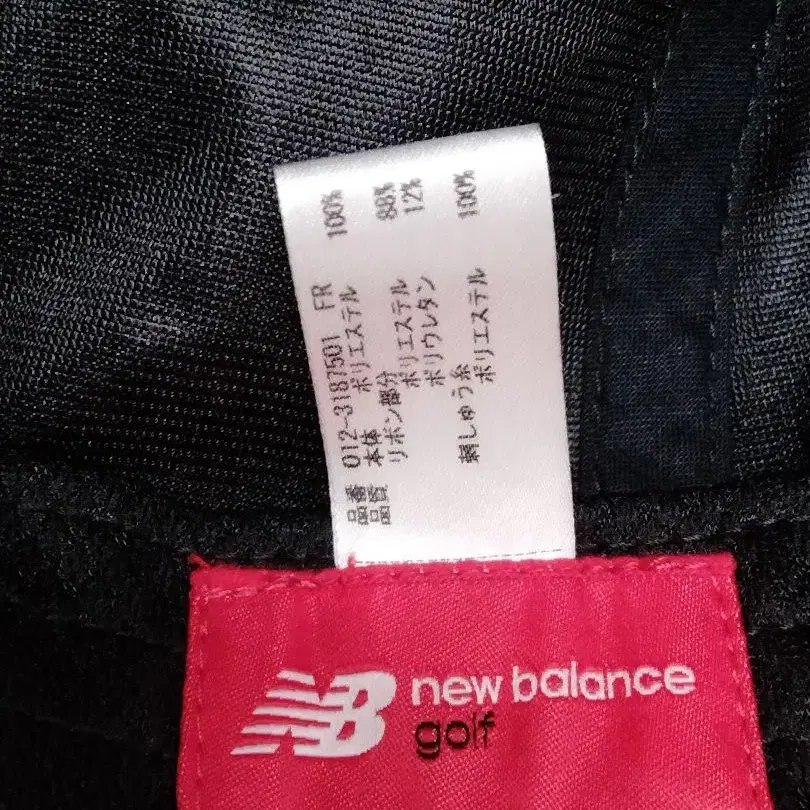 品番 012-3187501 FR
品質 本体 ポリエステル 100%
リボン部分
ポリエステル 88%
ポリウレタン 12%
刺しゅう糸
ポリエステル 100%
NB new balance
golf